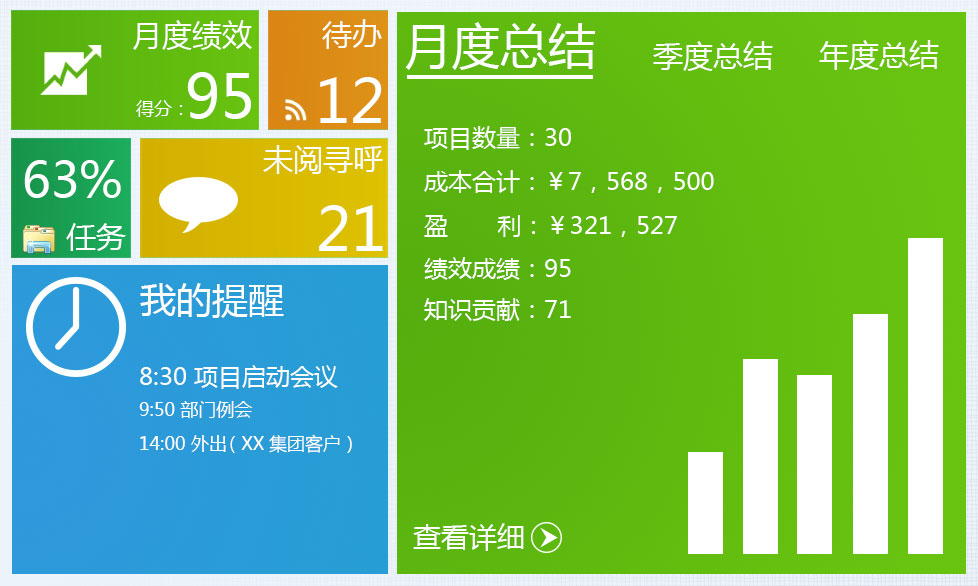 月度绩效
得分：95
待办
12
63%
任务
未阅寻呼
21
我的提醒
8:30 项目启动会议
9:50 部门例会
14:00 外出（XX 集团客户）
月度总结 季度总结 年度总结
项目数量：30
成本合计：￥7，568，500
盈 利：￥321，527
绩效成绩：95
知识贡献：71
查看详细